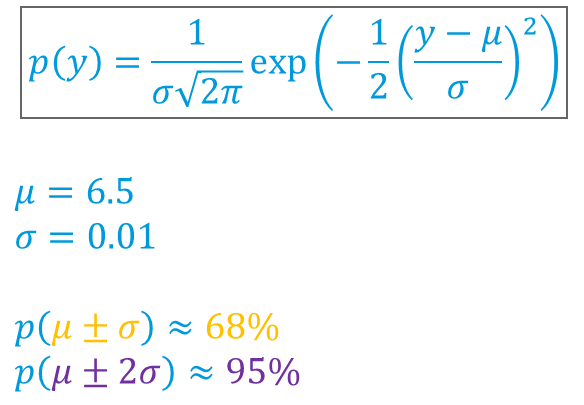 p(y) = 1/(σ√2π) exp(−1/2((y − μ)/σ)²)
μ = 6.5
σ = 0.01
p(μ ± σ) ≈ 68%
p(μ ± 2σ) ≈ 95%